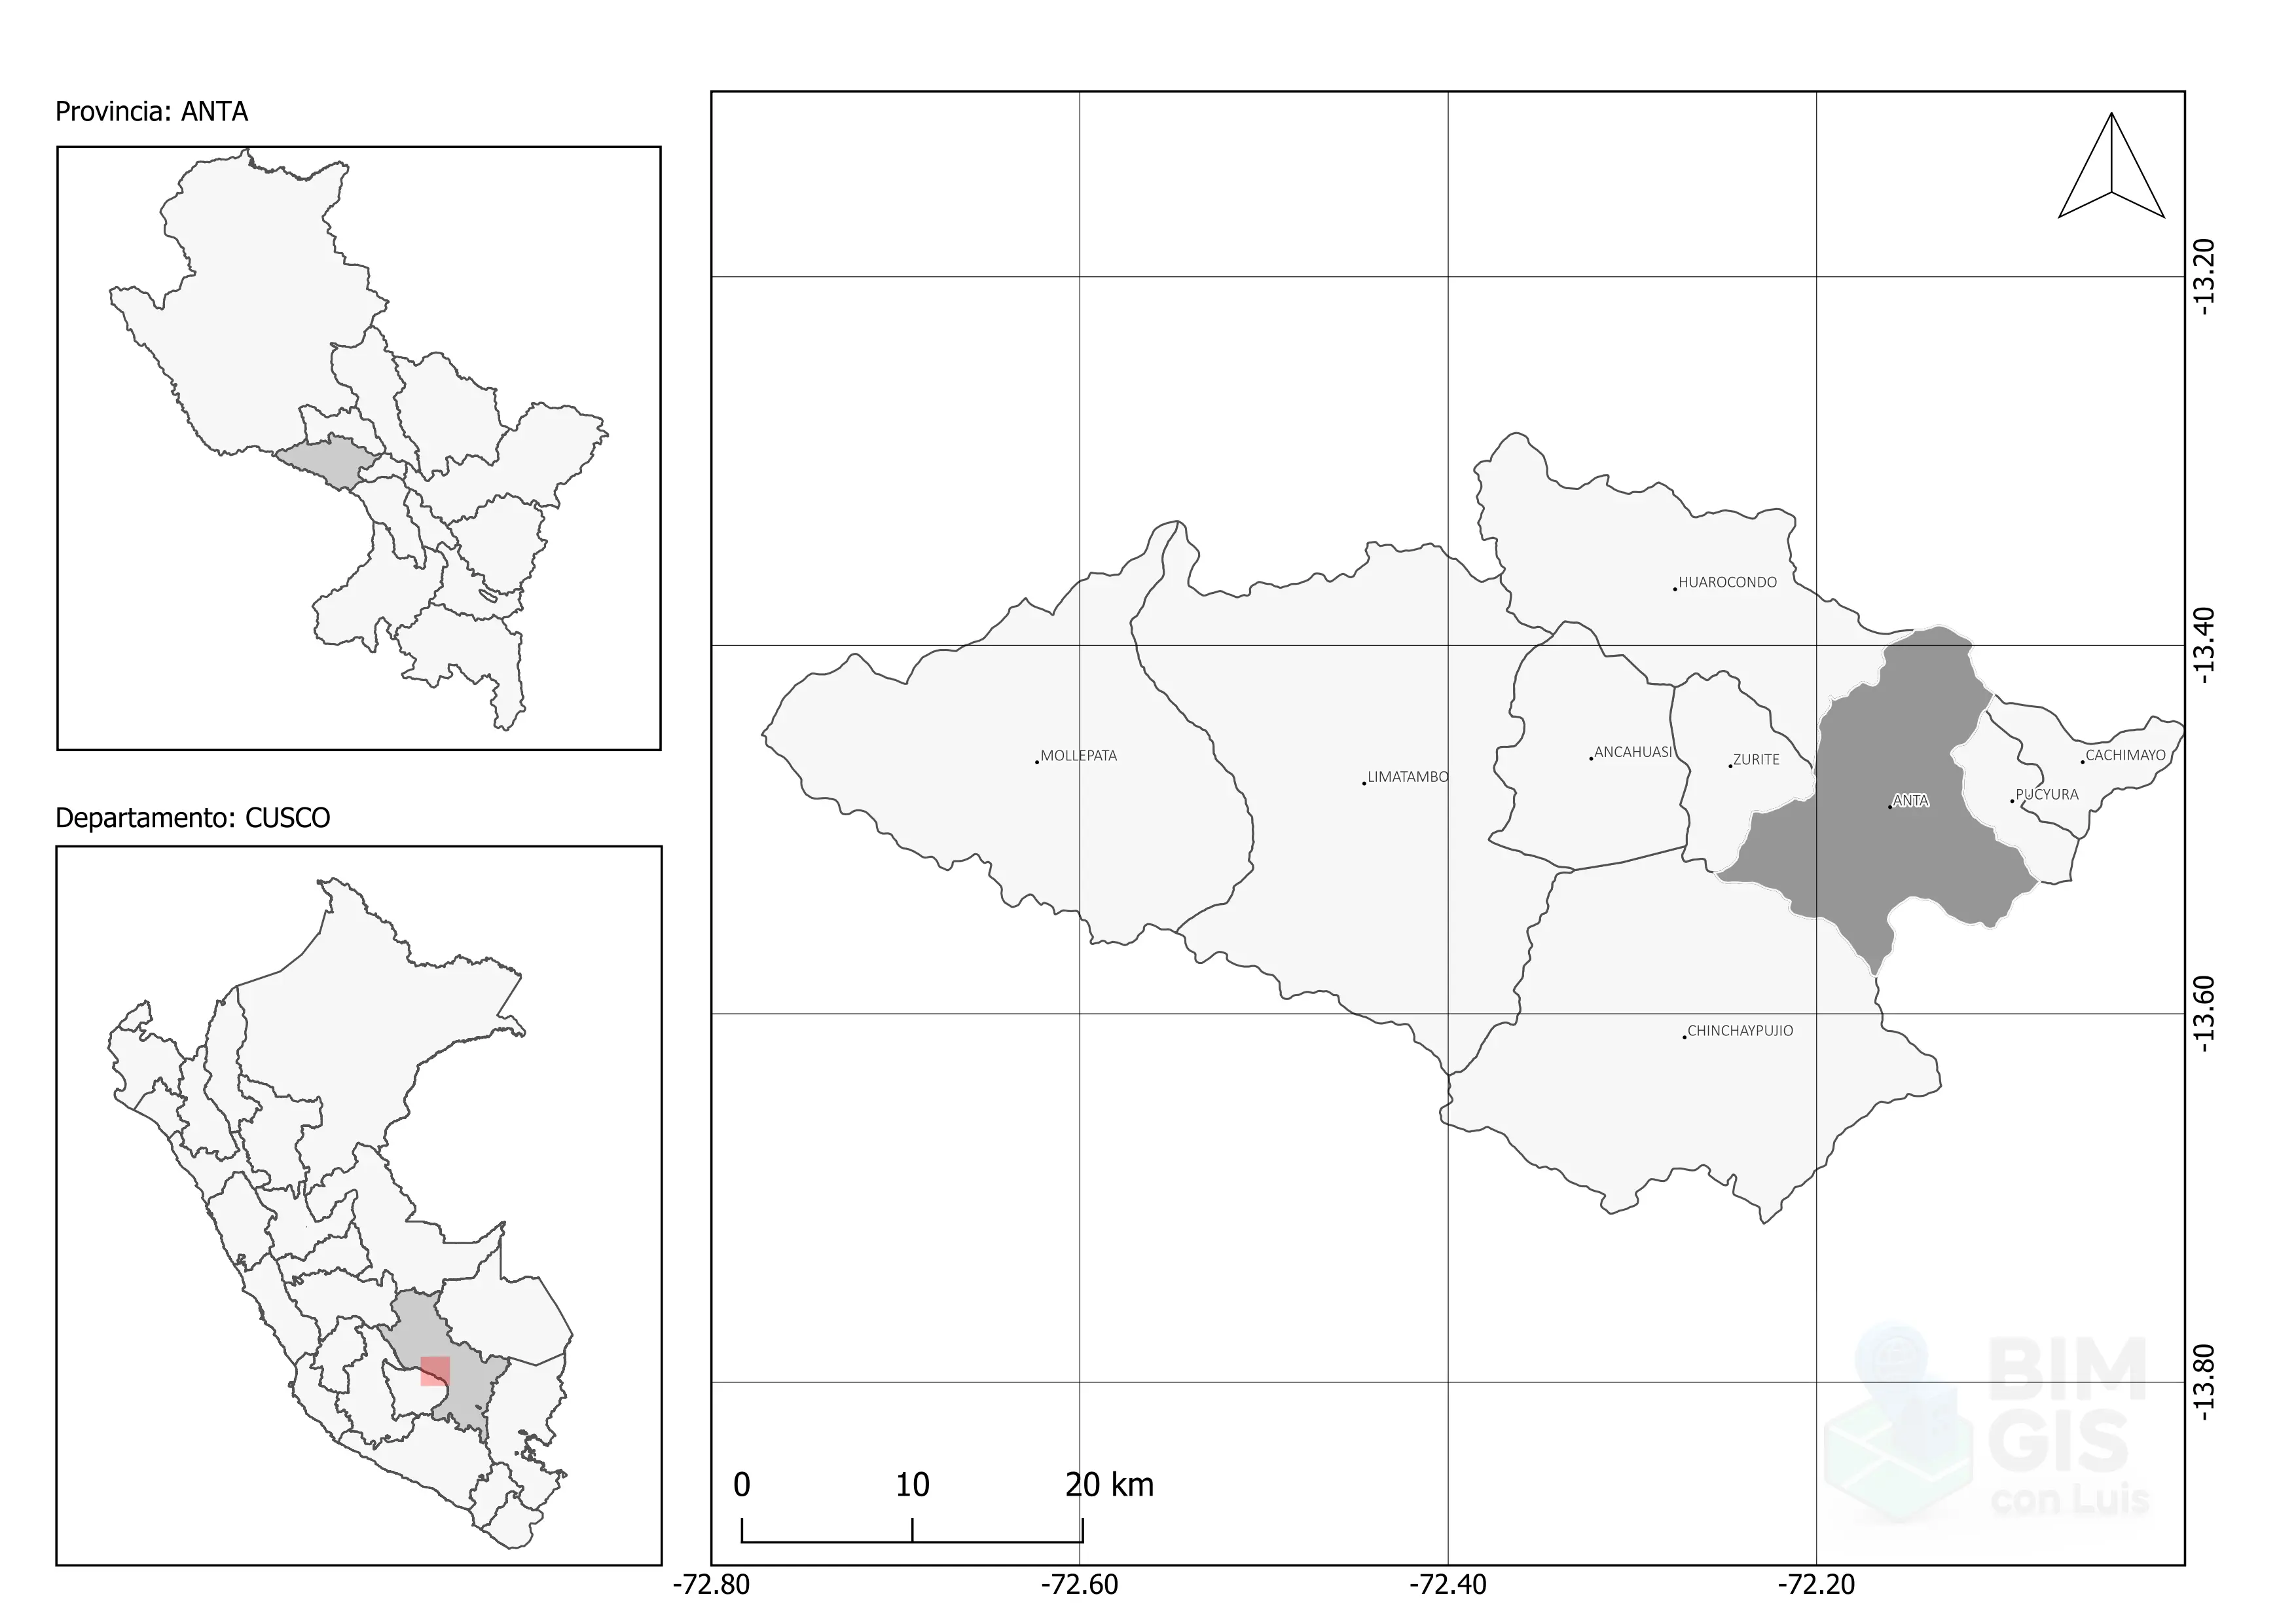 Provincia: ANTA
Departamento: CUSCO
-13.20
HUAROCONDO
-13.40
MOLLEPATA
LIMATAMBO
ANCAHUASI
ZURITE
CACHIMAYO
PUCYURA
ANTA
-13.60
CHINCHAYPUJIO
-13.80
BIM
GIS
con Luis
0 10 20 km
-72.80 -72.60 -72.40 -72.20